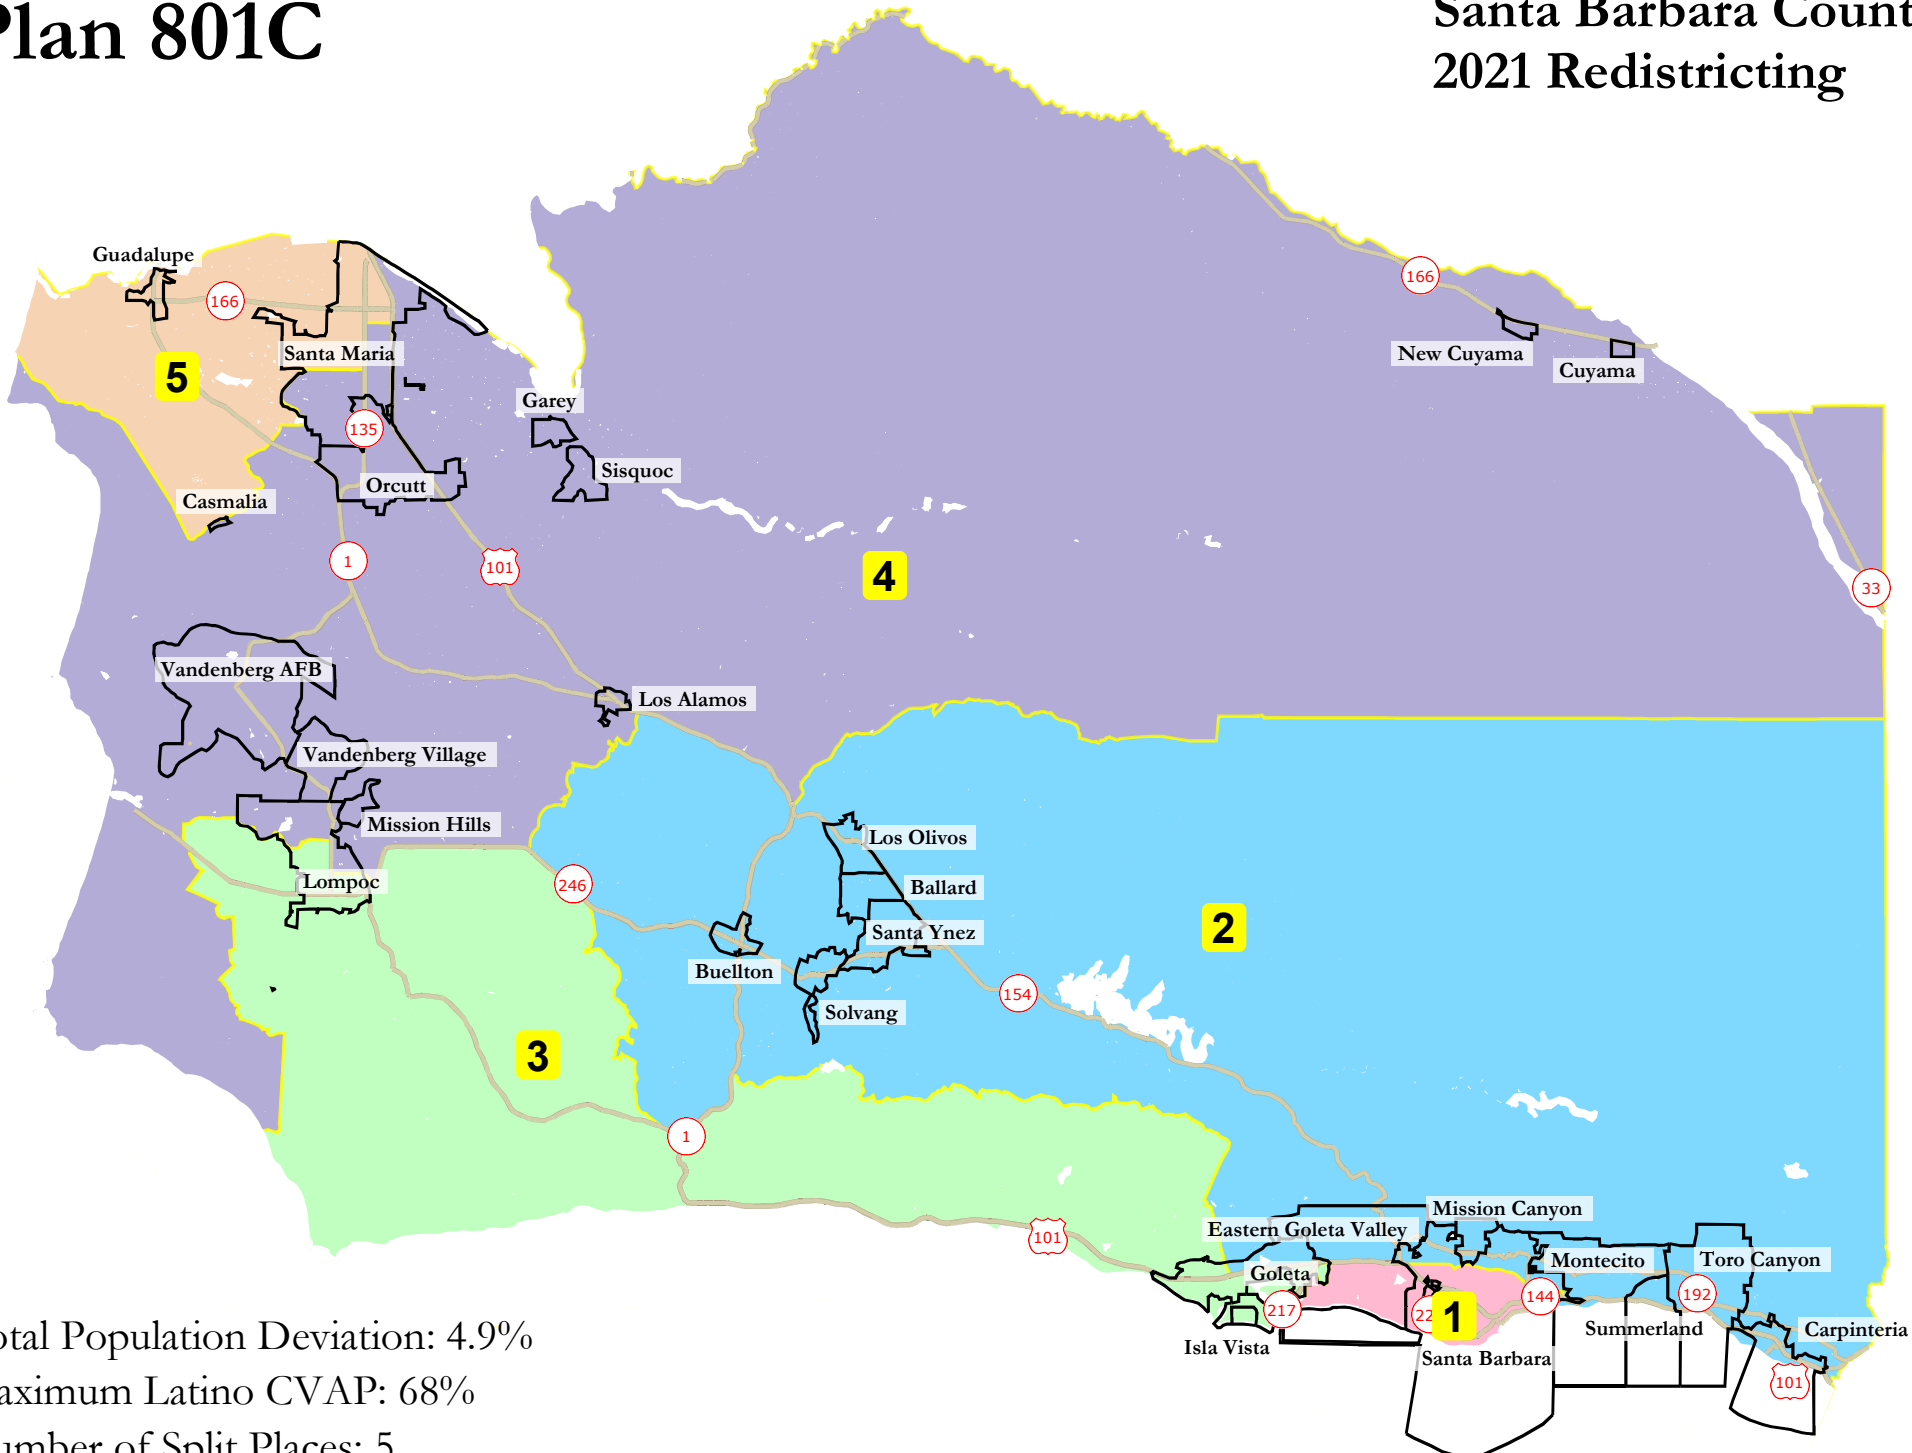 Plan 801C
Santa Barbara Count
2021 Redistricting
Guadalupe
166
5
Santa Maria
166
New Cuyama
Cuyama
Garey
135
Sisquoc
Orcutt
Casmalia
1
101
4
33
Vandenberg AFB
Los Alamos
Vandenberg Village
Mission Hills
Los Olivos
Lompoc
246
Ballard
2
Santa Ynez
Buellton
154
Solvang
3
1
Mission Canyon
Eastern Goleta Valley
101
Montecito
Toro Canyon
Goleta
217
22
1
144
192
Summerland
Carpinteria
Isla Vista
Santa Barbara
101
otal Population Deviation: 4.9%
aximum Latino CVAP: 68%
umber of Split Places: 5